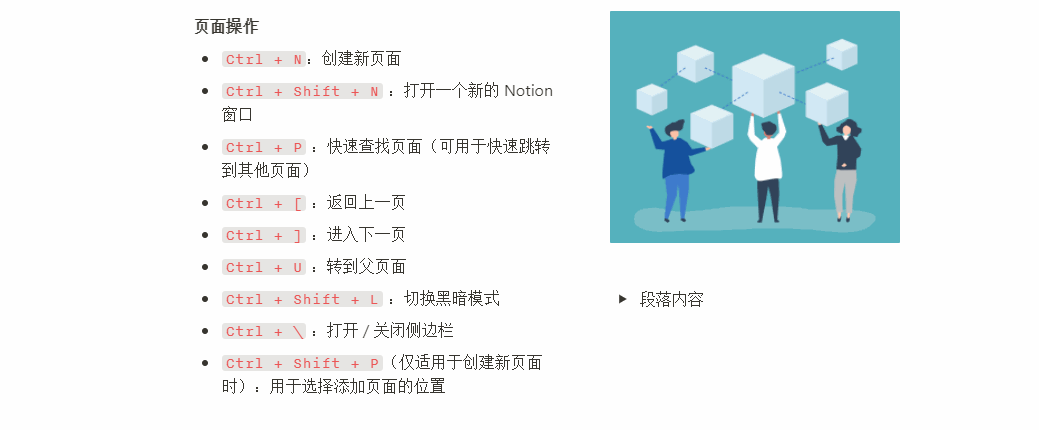 页面操作
Ctrl + N：创建新页面
Ctrl + Shift + N ：打开一个新的 Notion
窗口
Ctrl + P ：快速查找页面（可用于快速跳转
到其他页面）
Ctrl + [ ：返回上一页
Ctrl + ] ：进入下一页
Ctrl + U ：转到父页面
Ctrl + Shift + L ：切换黑暗模式
Ctrl + \ ：打开 / 关闭侧边栏
Ctrl + Shift + P（仅适用于创建新页面
时）：用于选择添加页面的位置
段落内容